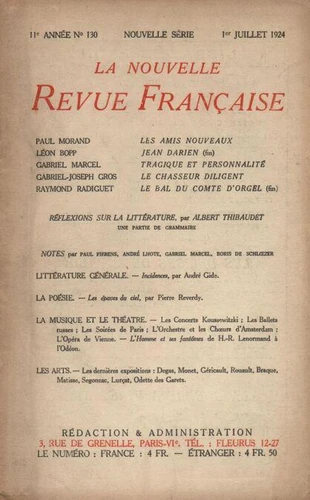 11e ANNÉE No 130 NOUVELLE SÉRIE 1er JUILLET 1924
LA NOUVELLE
REVUE FRANÇAISE
PAUL MORAND LES AMIS NOUVEAUX
LÉON BOPP JEAN DARIEN (fin)
GABRIEL MARCEL TRAGIQUE ET PERSONNALITÉ
GABRIEL-JOSEPH GROS LE CHASSEUR DILIGENT
RAYMOND RADIGUET LE BAL DU COMTE D'ORGEL (fin)
RÉFLEXIONS SUR LA LITTÉRATURE, par ALBERT THIBAUDET
UNE PARTIE DE GRAMMAIRE
NOTES par PAUL FIERENS, ANDRÉ LHOTE, GABRIEL MARCEL, BORIS DE SCHLŒZER
LITTÉRATURE GÉNÉRALE. — Incidences, par André Gide.
LA POÉSIE. — Les épaves du ciel, par Pierre Reverdy.
LA MUSIQUE ET LE THÉATRE. — Les Concerts Koussewitzki ; Les Ballets
russes ; Les Soirées de Paris ; L'Orchestre et les Chœurs d'Amsterdam ;
L'Opéra de Vienne. — L'Homme et ses fantômes de H.-R. Lenormand à
l'Odéon.
LES ARTS. — Les dernières expositions : Degas, Monet, Géricault, Rouault, Braque,
Matisse, Segonzac, Lurçat, Odette des Garets.
RÉDACTION & ADMINISTRATION
3, RUE DE GRENELLE, PARIS-VIe. TÉL. : FLEURUS 12-27
LE NUMÉRO : FRANCE : 4 FR. — ÉTRANGER : 4 FR. 50